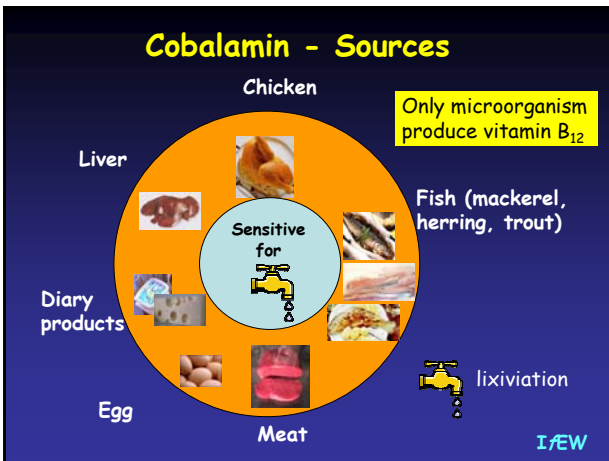 Cobalamin - Sources
Chicken
Only microorganism
produce vitamin B₁₂
Liver
Fish (mackerel,
herring, trout)
Sensitive
for
Diary
products
lixiviation
Egg
Meat
IÆW